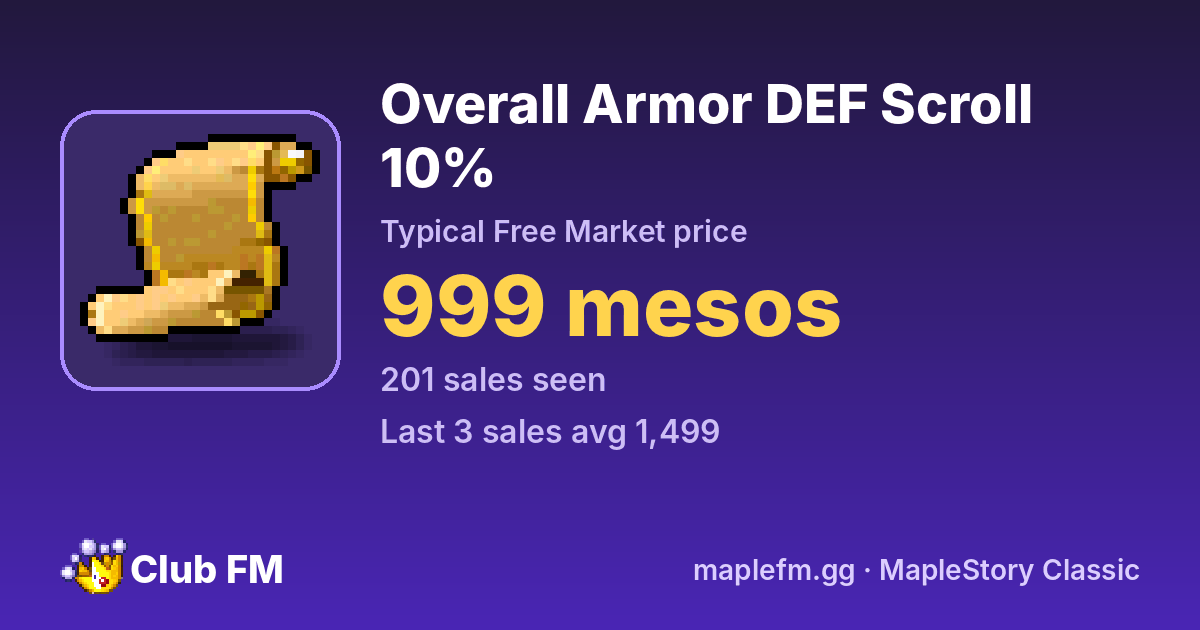 Overall Armor DEF Scroll
10%
Typical Free Market price
999 mesos
201 sales seen
Last 3 sales avg 1,499
Club FM
maplefm.gg · MapleStory Classic